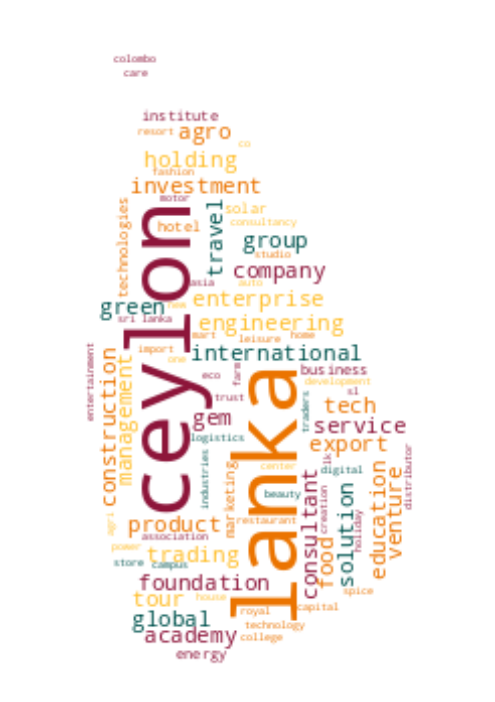 colombo
care
institute
resort
agro
co
holding
fashion
investment
motor
technologies
ceylon
travel
solar
hotel
consultancy
group
studio
company
asia
auto
green
new
enterprise
sri lanka
engineering
mart
leisure
home
entertainment
construction
management
import
one
international
eco
farm
lanka
business
development
sl
trust
traders
tech
gem
service
logistics
export
industries
marketing
center
lk
digital
distributor
beauty
consultant
creation
solution
holiday
education
venture
agri
product
restaurant
association
power
trading
food
store
campus
foundation
spice
tour
house
royal
capital
global
technology
academy
college
energy